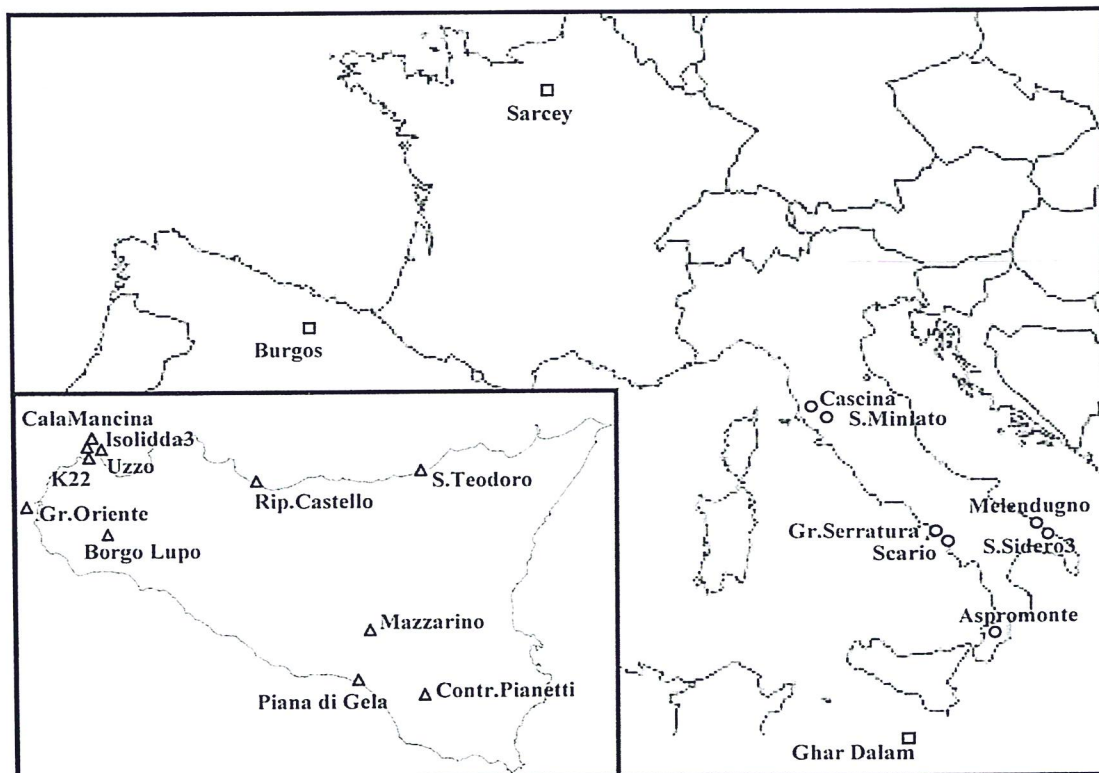 Sarcey
Burgos
Cascina
S.Miniato
Melendugno
Gr.Serratura
S.Sidero3
Scario
Aspromonte
Ghar Dalam
CalaMancina
Isolidda3
Uzzo
K22
S.Teodoro
Rip.Castello
Gr.Oriente
Borgo Lupo
Mazzarino
Piana di Gela
Contr.Pianetti